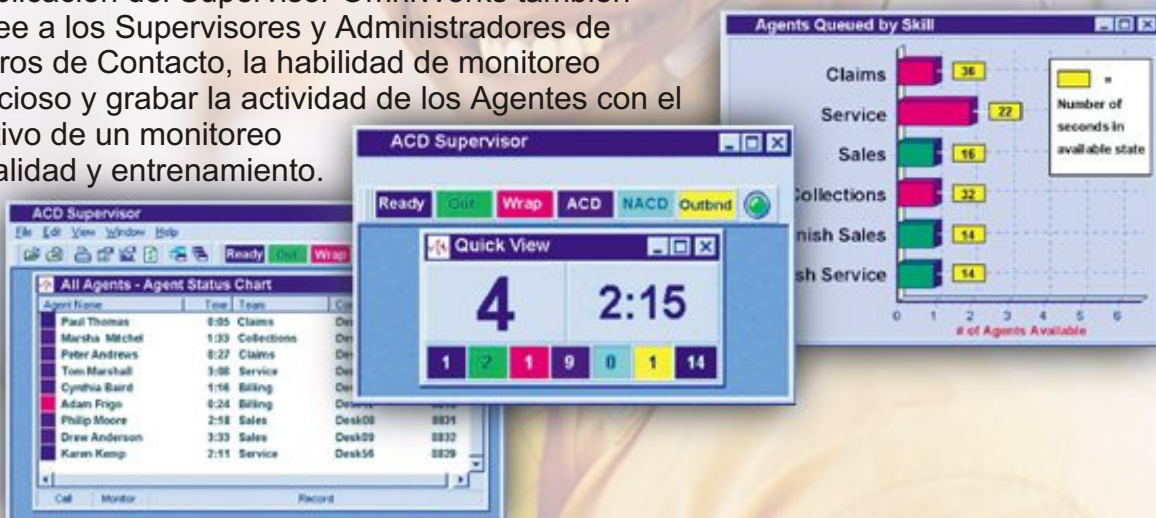 Supervisor OmniWorks también
ee a los Supervisores y Administradores de
ros de Contacto, la habilidad de monitoreo
cioso y grabar la actividad de los Agentes con el
tivo de un monitoreo
alidad y entrenamiento.
Agents Queued by Skill
Claims 36
Service 22
Sales 16
ollections 32
nish Sales 14
sh Service 14
=
Number of
seconds in
available state
0 1 2 3 4 5 6
# of Agents Available
ACD Supervisor
Ready Out Wrap ACD NACD Outbnd
Quick View
4 2:15
1 2 1 9 0 1 14
ACD Supervisor
File Edit View Window Help
Ready Out Wrap
All Agents - Agent Status Chart
Agent Name Time Team
Paul Thomas 0:05 Claims
Marsha Mitchel 1:33 Collections
Peter Andrews 0:27 Claims
Tom Marshall 3:08 Service
Cynthia Baird 1:16 Billing
Adam Frigo 0:24 Billing
Philip Moore 2:18 Sales Desk08 8831
Drew Anderson 3:33 Sales Desk09 8832
Karen Kemp 2:11 Service Desk56 8829
Call Monitor Record